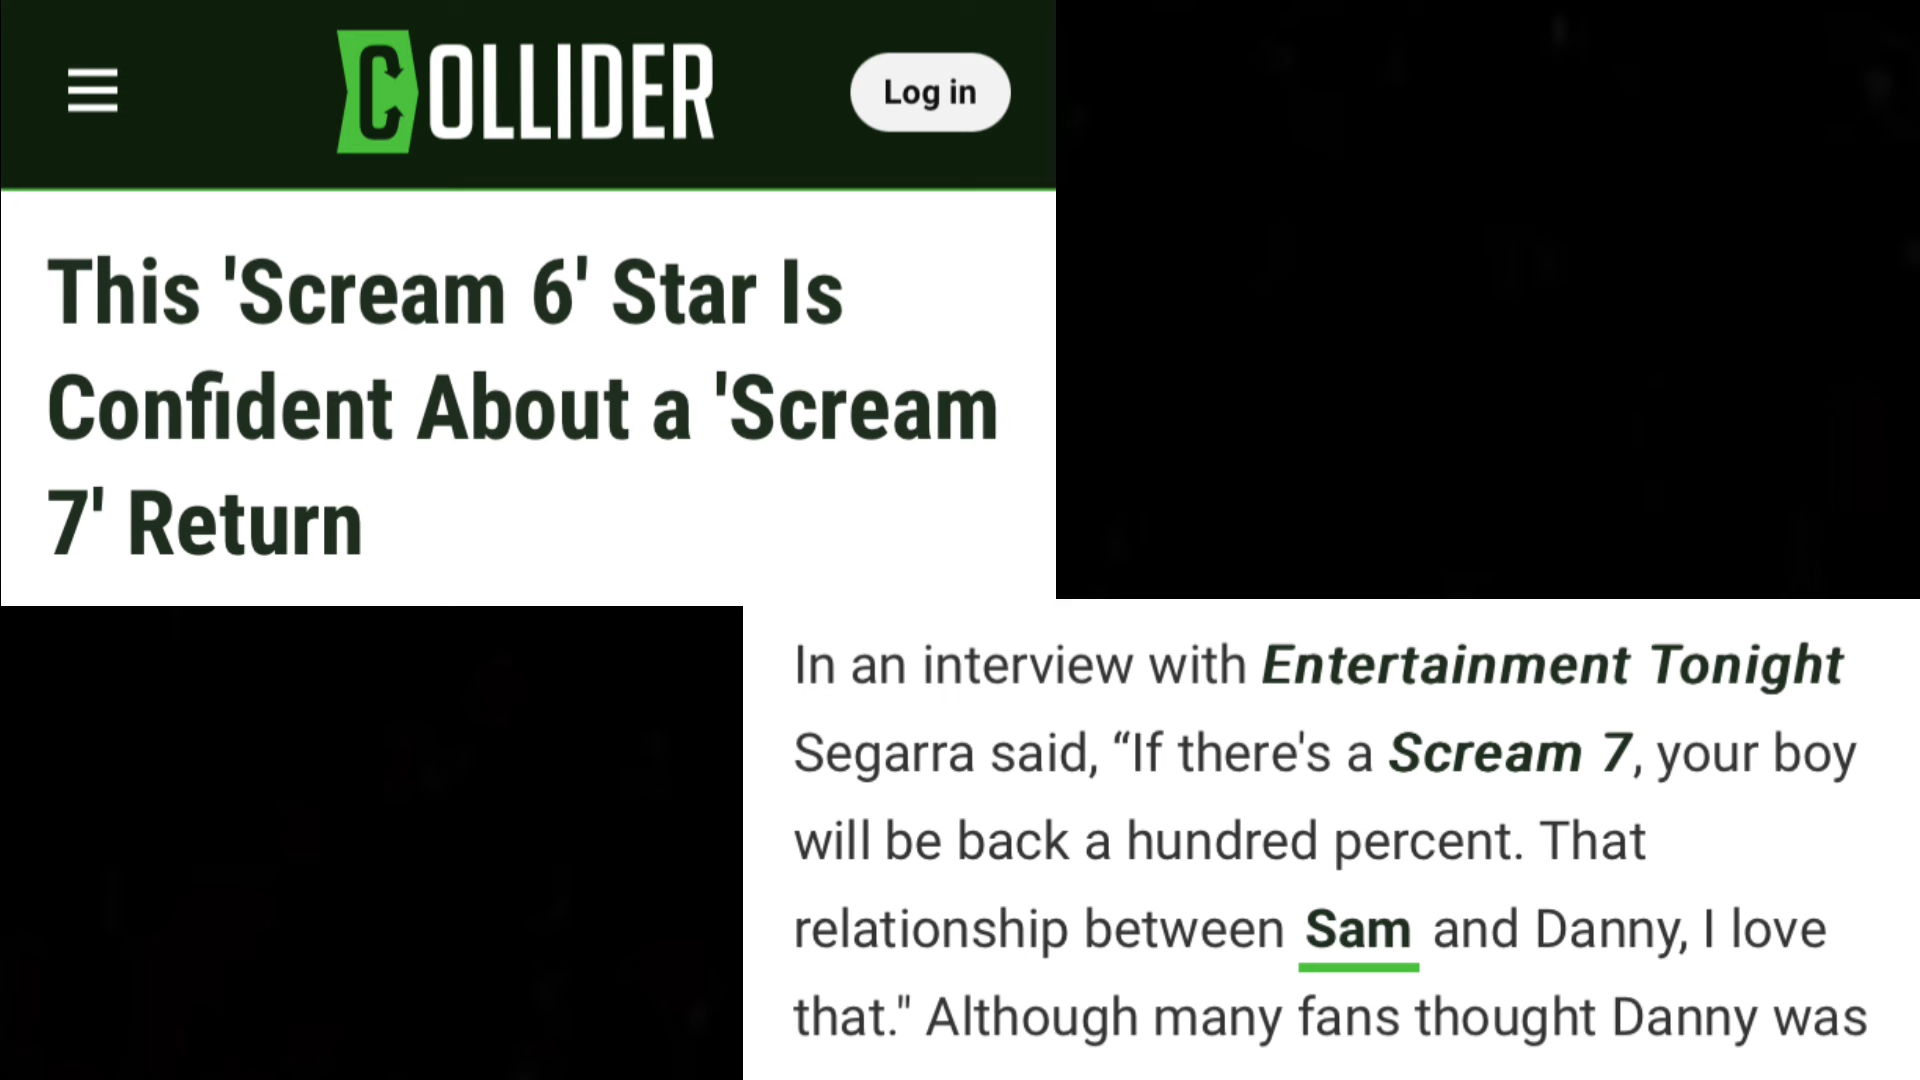 COLLIDER
Log in
This 'Scream 6' Star Is
Confident About a 'Scream
7' Return
In an interview with Entertainment Tonight
Segarra said, “If there's a Scream 7, your boy
will be back a hundred percent. That
relationship between Sam and Danny, I love
that." Although many fans thought Danny was